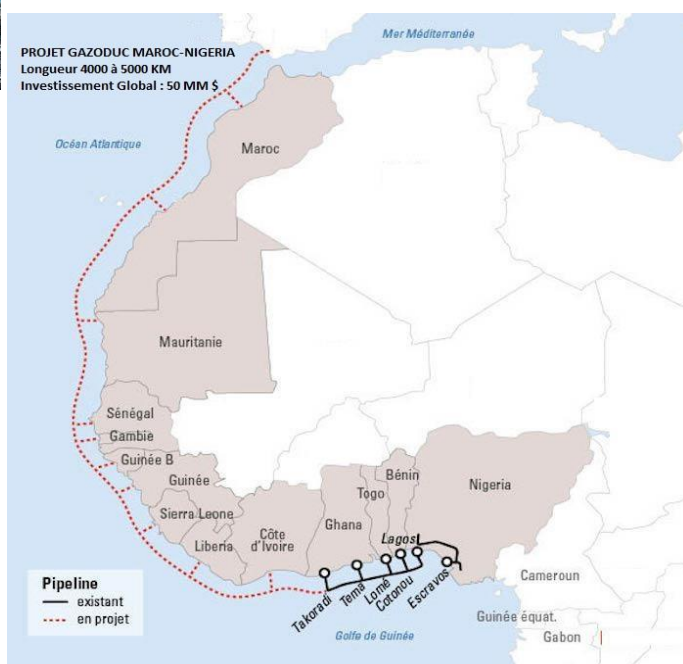 PROJET GAZODUC MAROC-NIGERIA
Longueur 4000 à 5000 KM
Investissement Global : 50 MM $
Mer Méditerranée
Océan Atlantique
Maroc
Mauritanie
Sénégal
Gambie
Guinée B
Guinée
Sierra Leone
Liberia
Côte
d'Ivoire
Ghana
Togo
Bénin
Nigeria
Lagos
Takoradi
Tema
Lomé
Cotonou
Escravos
Cameroun
Guinée équat.
Gabon
Golfe de Guinée
Pipeline
existant
en projet